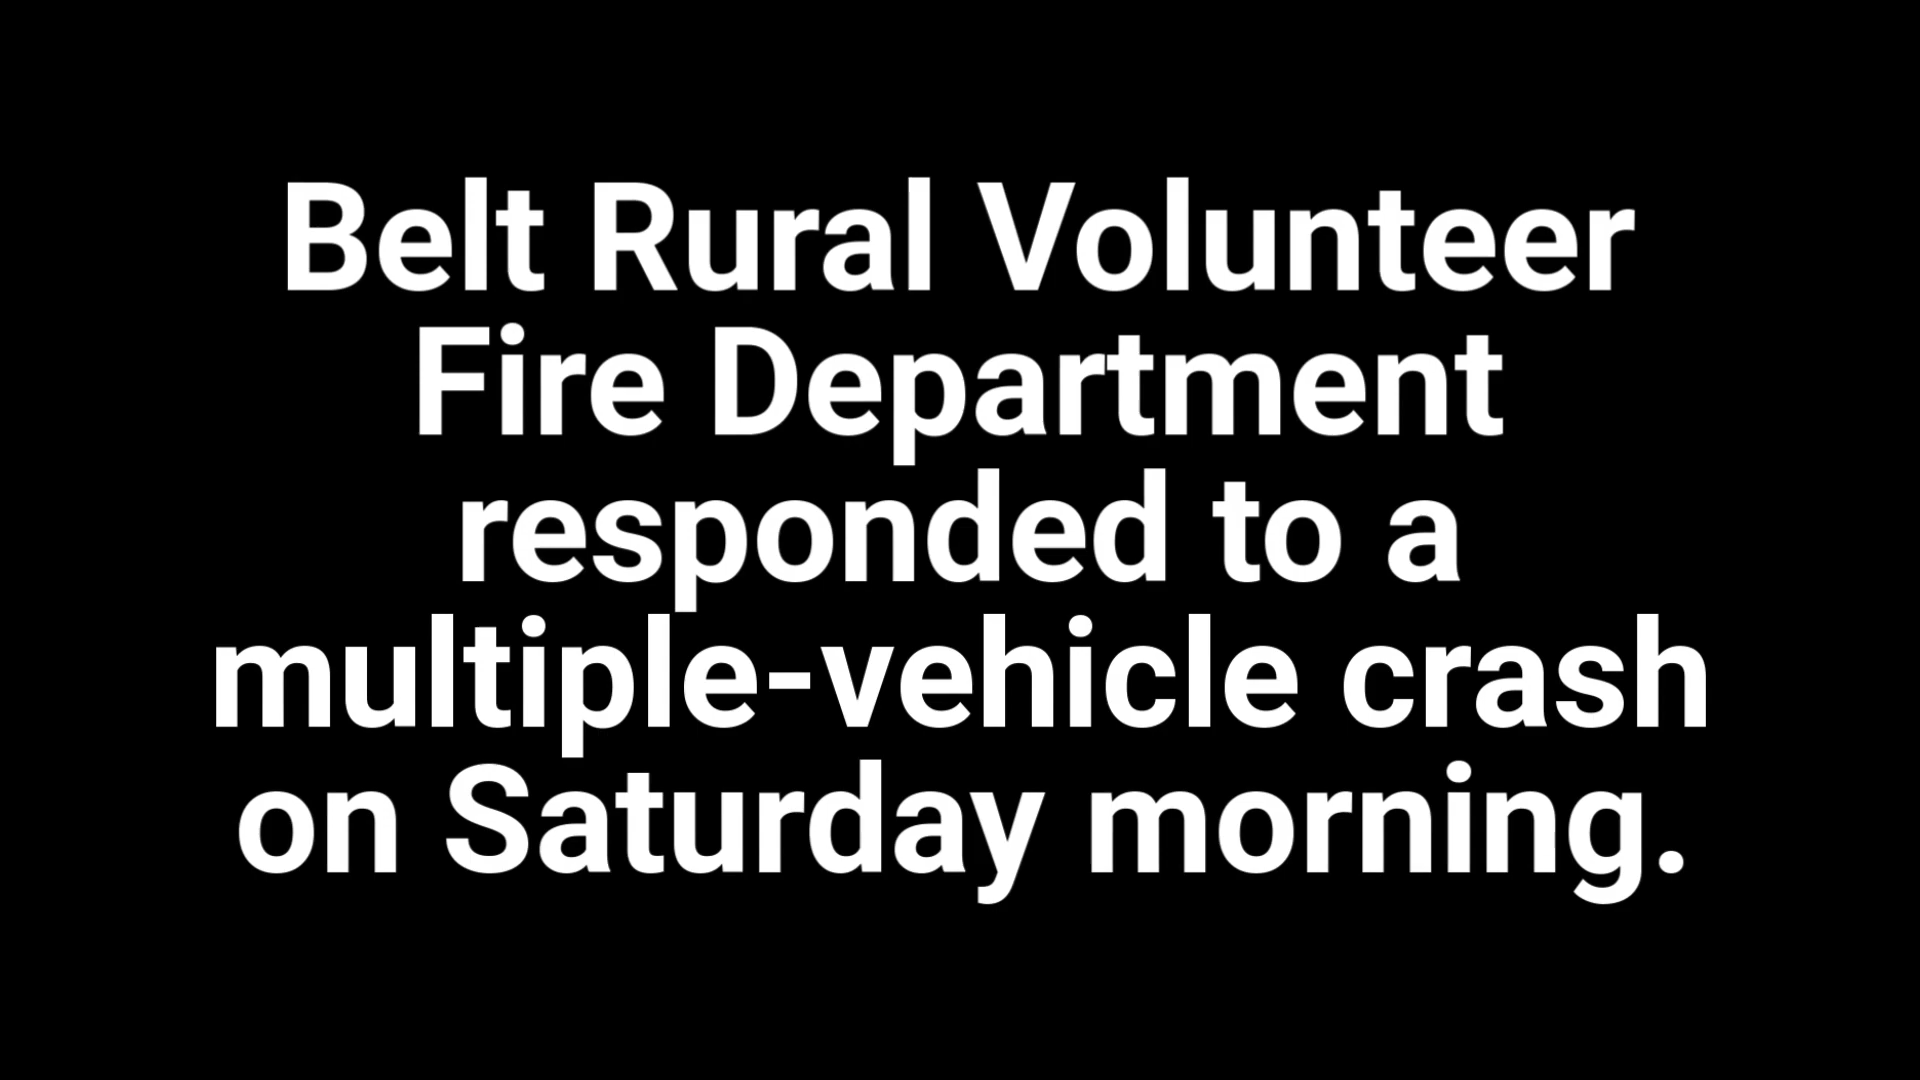 Belt Rural Volunteer
Fire Department
responded to a
multiple-vehicle crash
on Saturday morning.